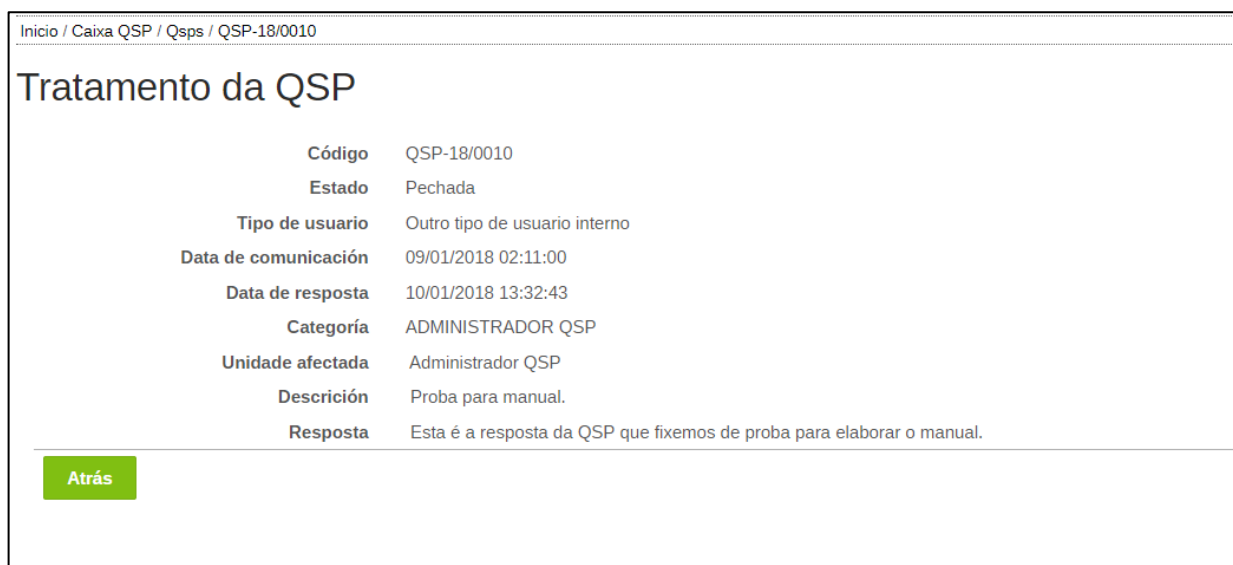 Inicio / Caixa QSP / Qsps / QSP-18/0010
Tratamento da QSP
Código QSP-18/0010
Estado Pechada
Tipo de usuario Outro tipo de usuario interno
Data de comunicación 09/01/2018 02:11:00
Data de resposta 10/01/2018 13:32:43
Categoría ADMINISTRADOR QSP
Unidade afectada Administrador QSP
Descrición Proba para manual.
Resposta Esta é a resposta da QSP que fixemos de proba para elaborar o manual.
Atrás